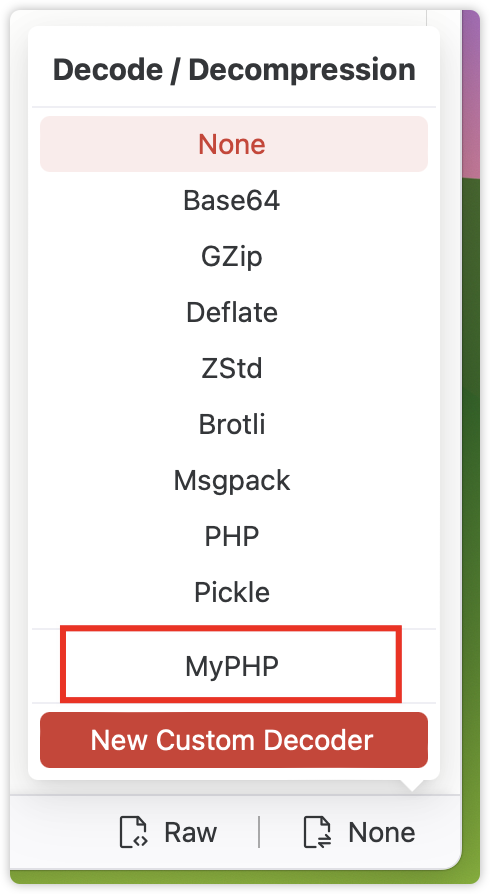 Decode / Decompression
None
Base64
GZip
Deflate
ZStd
Brotli
Msgpack
PHP
Pickle
MyPHP
New Custom Decoder
Raw
None